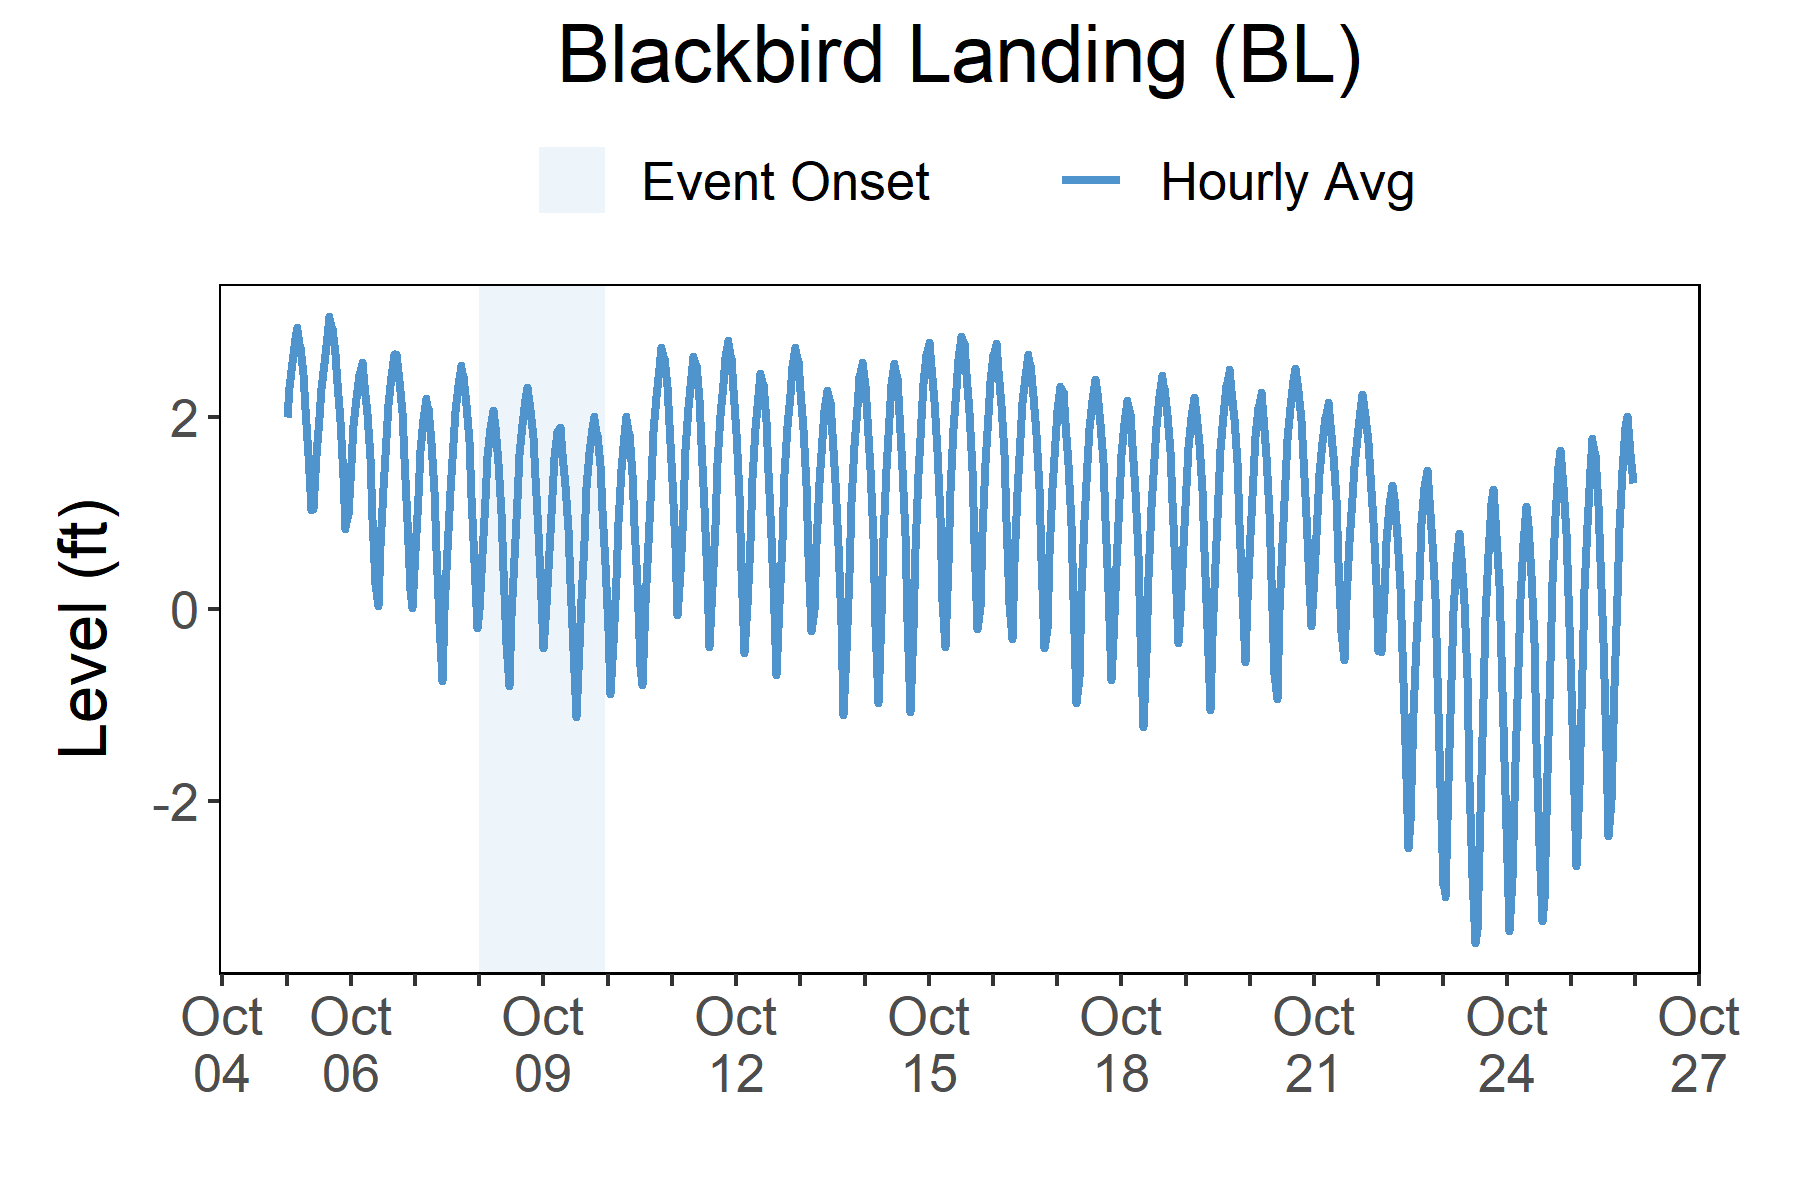 Blackbird Landing (BL)
Event Onset Hourly Avg
Level (ft)
2
0
-2
Oct Oct Oct Oct Oct Oct Oct Oct Oct
04 06 09 12 15 18 21 24 27